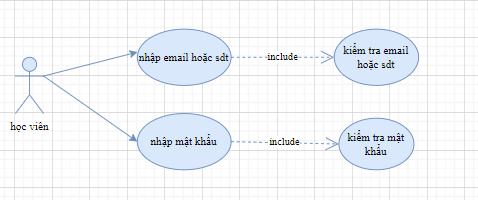 nhập email hoặc sdt
include
kiểm tra email
hoặc sdt
học viên
nhập mật khẩu
include
kiểm tra mật
khẩu